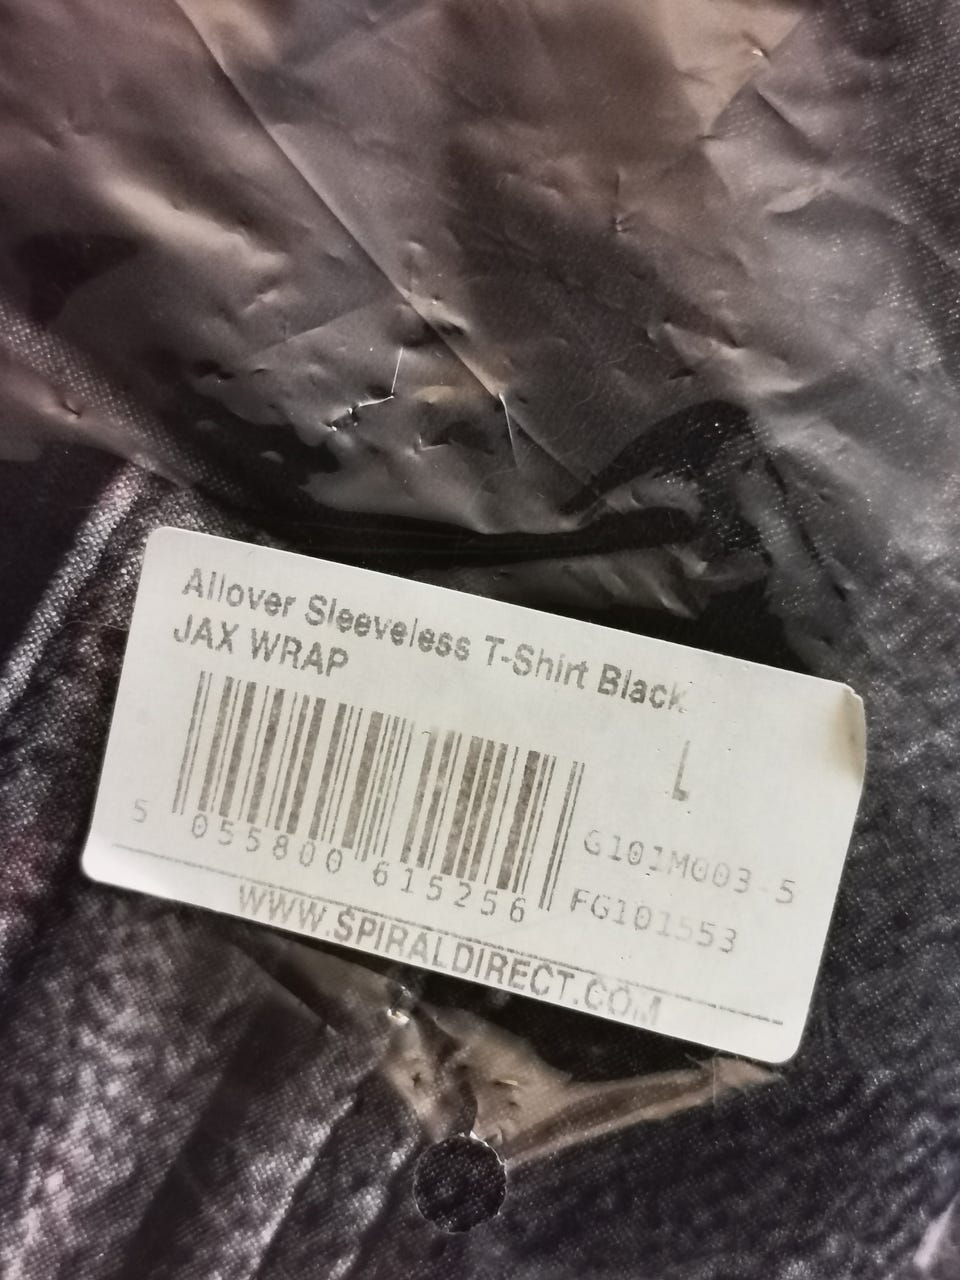 Allover Sleeveless T-Shirt Black
JAX WRAP
L
5 055800 615256
G101M003-5
FG101553
WWW.SPIRALDIRECT.COM